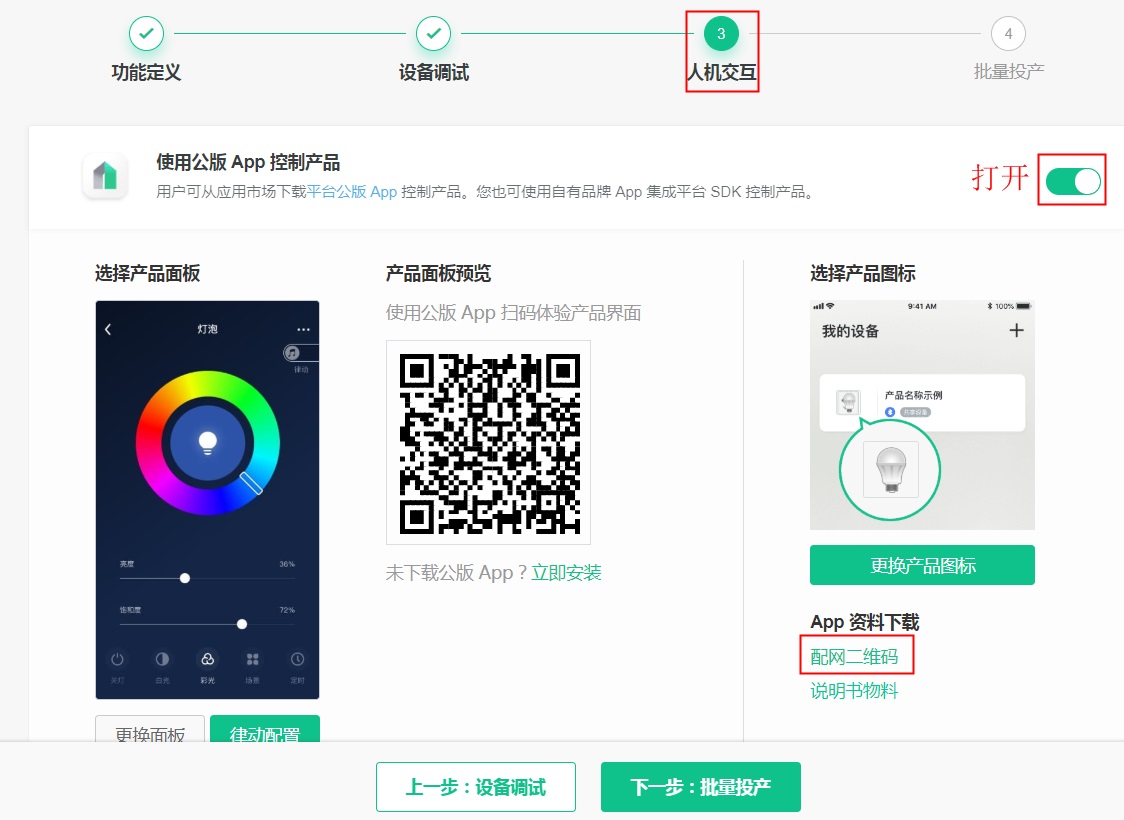 3
4
功能定义
设备调试
人机交互
批量投产
使用公版 App 控制产品
用户可从应用市场下载平台公版 App 控制产品。您也可使用自有品牌 App 集成平台 SDK 控制产品。
打开
选择产品面板
灯泡
律动
亮度
36%
饱和度
72%
关灯
白光
彩光
场景
定时
更换面板
律动配置
产品面板预览
使用公版 App 扫码体验产品界面
未下载公版 App？立即安装
选择产品图标
9:41 AM
100%
我的设备
产品名称示例
共享设备
更换产品图标
App 资料下载
配网二维码
说明书物料
上一步：设备调试
下一步：批量投产